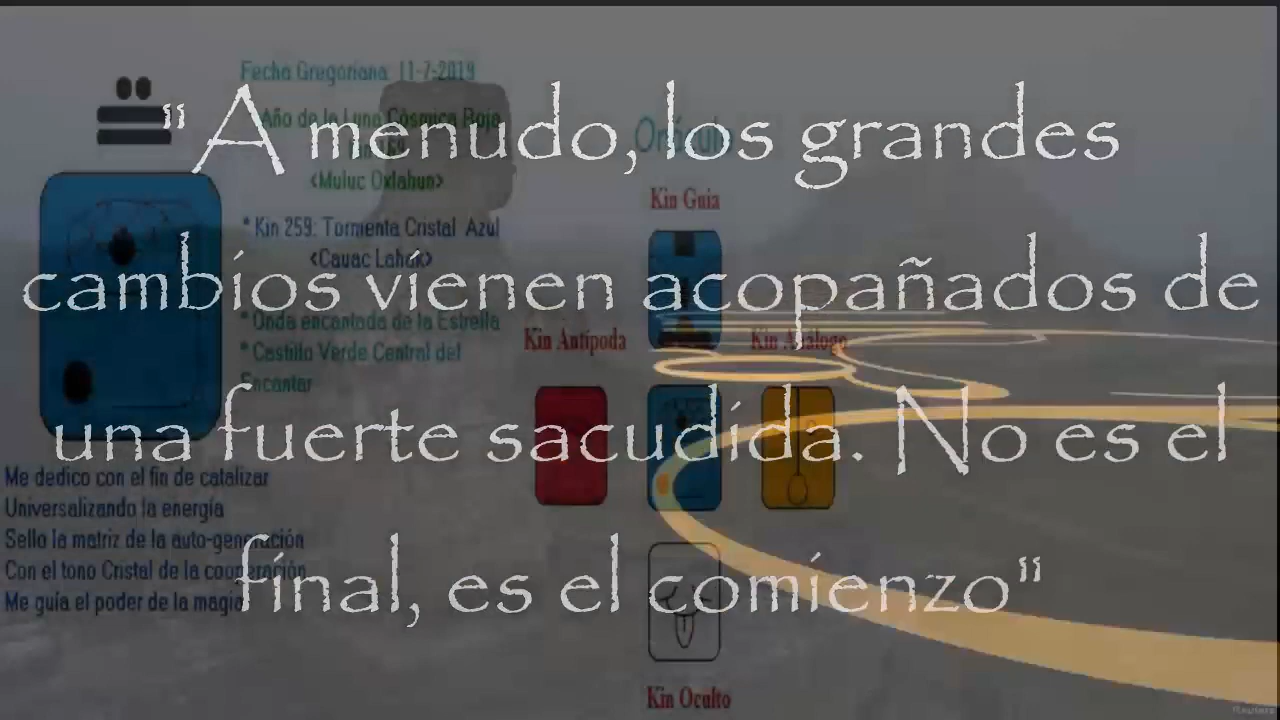 Fecha Gregoriana: 11-7-2019
"A menudo, los grandes
Año de la Luna Cósmica Roja
Oráculo
<Muluc Oxlahun>
Kin Guía
* Kin 259: Tormenta Cristal Azul
<Cauac Lahak>
cambios vienen acopañados de
* Onda encantada de la Estrella
Kin Antípoda
Kin Análogo
* Castillo Verde Central del
Encantar
una fuerte sacudida. No es el
Me dedico con el fin de catalizar
Universalizando la energía
Sello la matriz de la auto-generación
Con el tono Cristal de la cooperación
Me guía el poder de la magia
final, es el comienzo"
Kin Oculto
Reuters